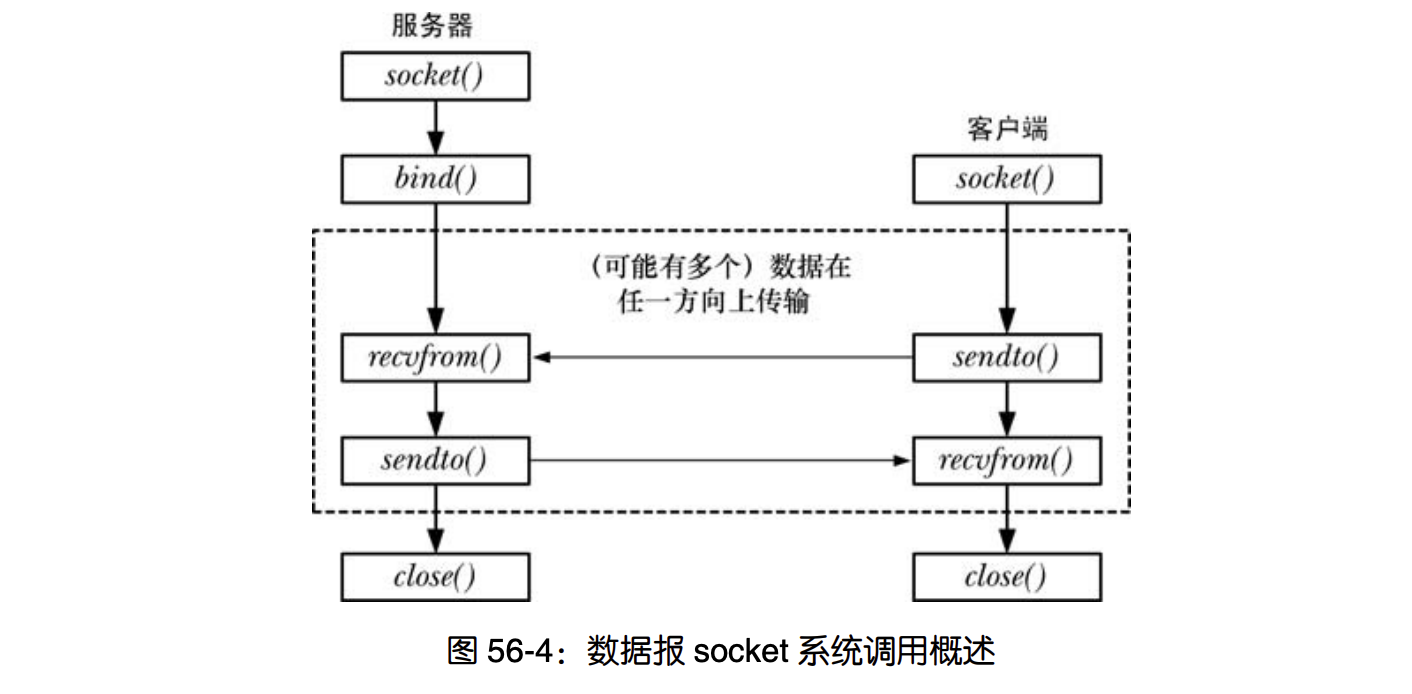 服务器
socket()
bind()
客户端
socket()
（可能有多个）数据在
任一方向上传输
recvfrom()
sendto()
sendto()
recvfrom()
close()
close()
图 56-4：数据报 socket 系统调用概述